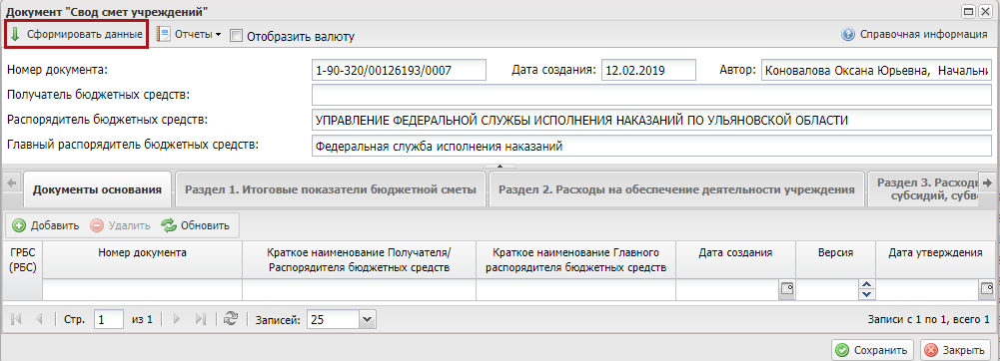 Документ "Свод смет учреждений"
Сформировать данные Отчеты Отобразить валюту Справочная информация
Номер документа: 1-90-320/00126193/0007 Дата создания: 12.02.2019 Автор: Коновалова Оксана Юрьевна, Начальни
Получатель бюджетных средств:
Распорядитель бюджетных средств: УПРАВЛЕНИЕ ФЕДЕРАЛЬНОЙ СЛУЖБЫ ИСПОЛНЕНИЯ НАКАЗАНИЙ ПО УЛЬЯНОВСКОЙ ОБЛАСТИ
Главный распорядитель бюджетных средств: Федеральная служба исполнения наказаний
Документы основания Раздел 1. Итоговые показатели бюджетной сметы Раздел 2. Расходы на обеспечение деятельности учреждения Раздел 3. Расходы
субсидий, субве
Добавить Удалить Обновить
ГРБС Номер документа Краткое наименование Получателя/ Краткое наименование Главного Дата создания Версия Дата утверждения
(РБС) Распорядителя бюджетных средств распорядителя бюджетных средств
Стр. 1 из 1 Записей: 25 Записи с 1 по 1, всего 1
Сохранить Закрыть